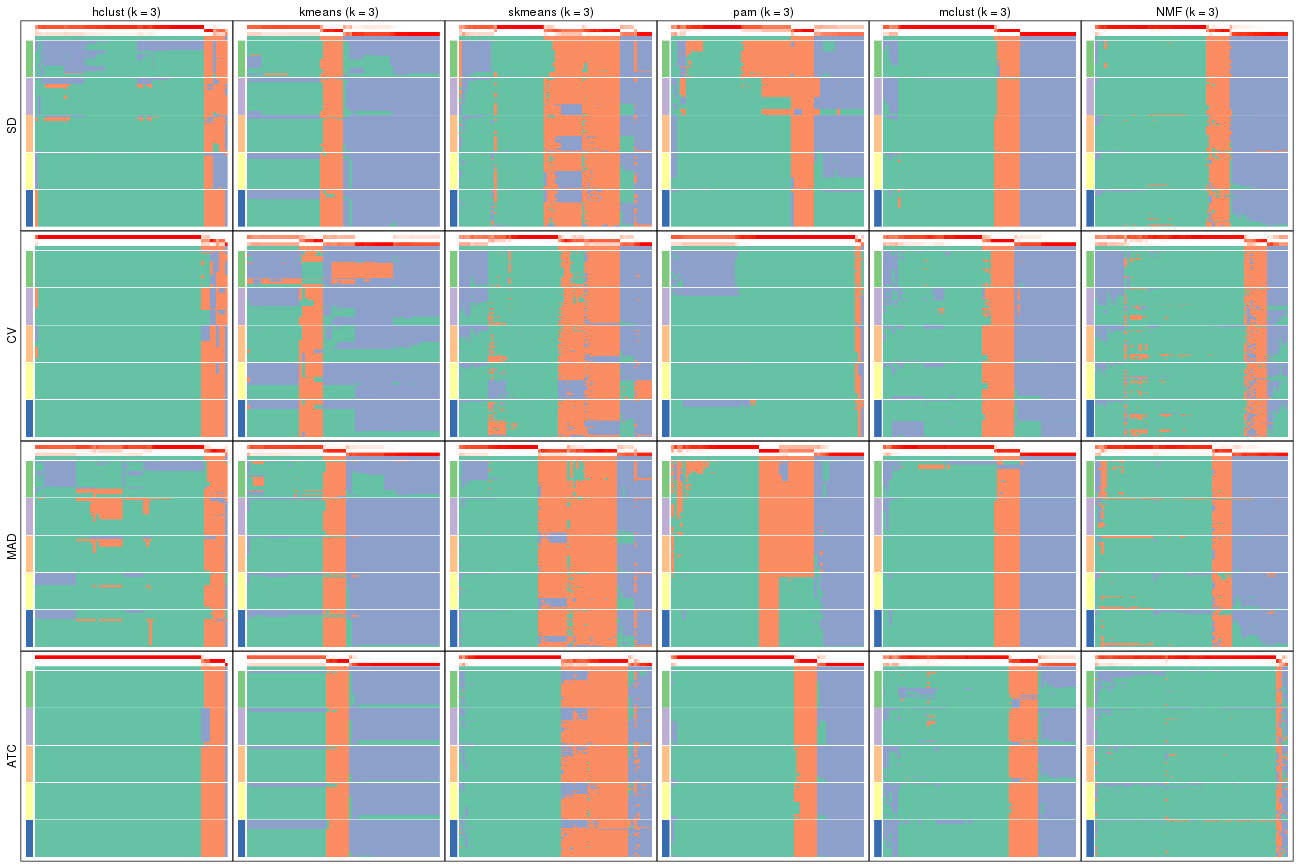 hclust (k = 3) kmeans (k = 3) skmeans (k = 3) pam (k = 3) mclust (k = 3) NMF (k = 3)
SD
CV
MAD
ATC